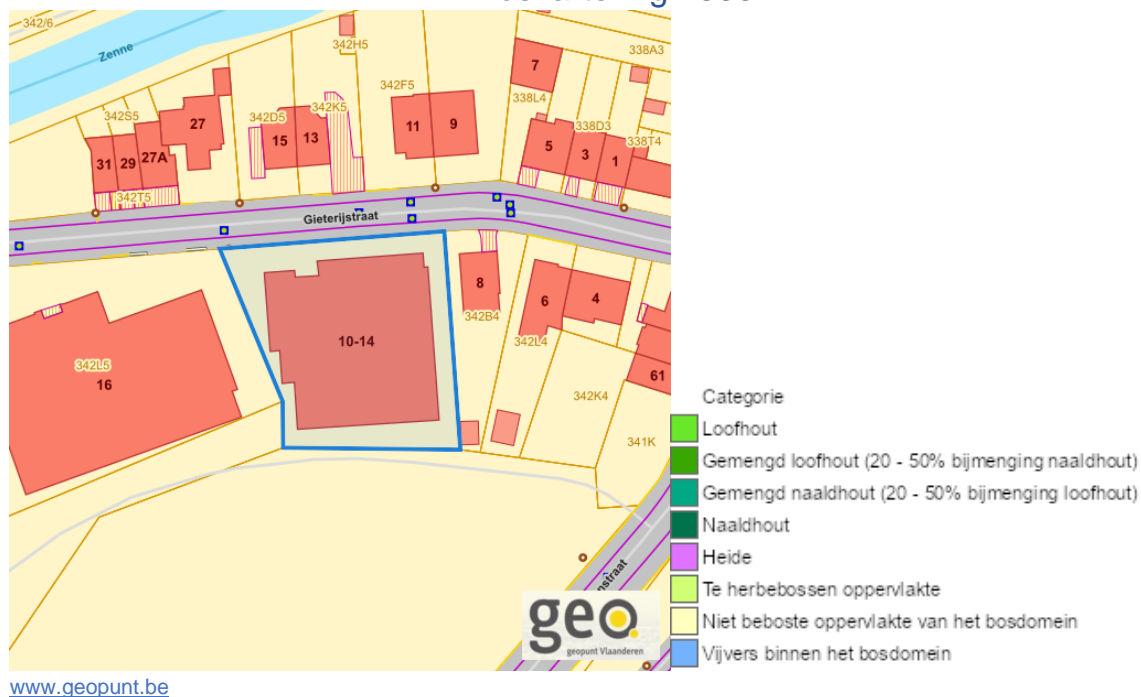 342/6
Zenne
342H5
338A3
7
342F5
338L4
342S5
27
342D5
342K5
11
9
338D3
338T4
15
13
5
3
1
31
29
27A
342T5
Gieterijstraat
8
6
4
10-14
342B4
342L4
342L5
16
61
342K4
341K
nstraat
geo
geopunt Vlaanderen
Categorie
Loofhout
Gemengd loofhout (20 - 50% bijmenging naaldhout)
Gemengd naaldhout (20 - 50% bijmenging loofhout)
Naaldhout
Heide
Te herbebossen oppervlakte
Niet beboste oppervlakte van het bosdomein
Vijvers binnen het bosdomein
www.geopunt.be